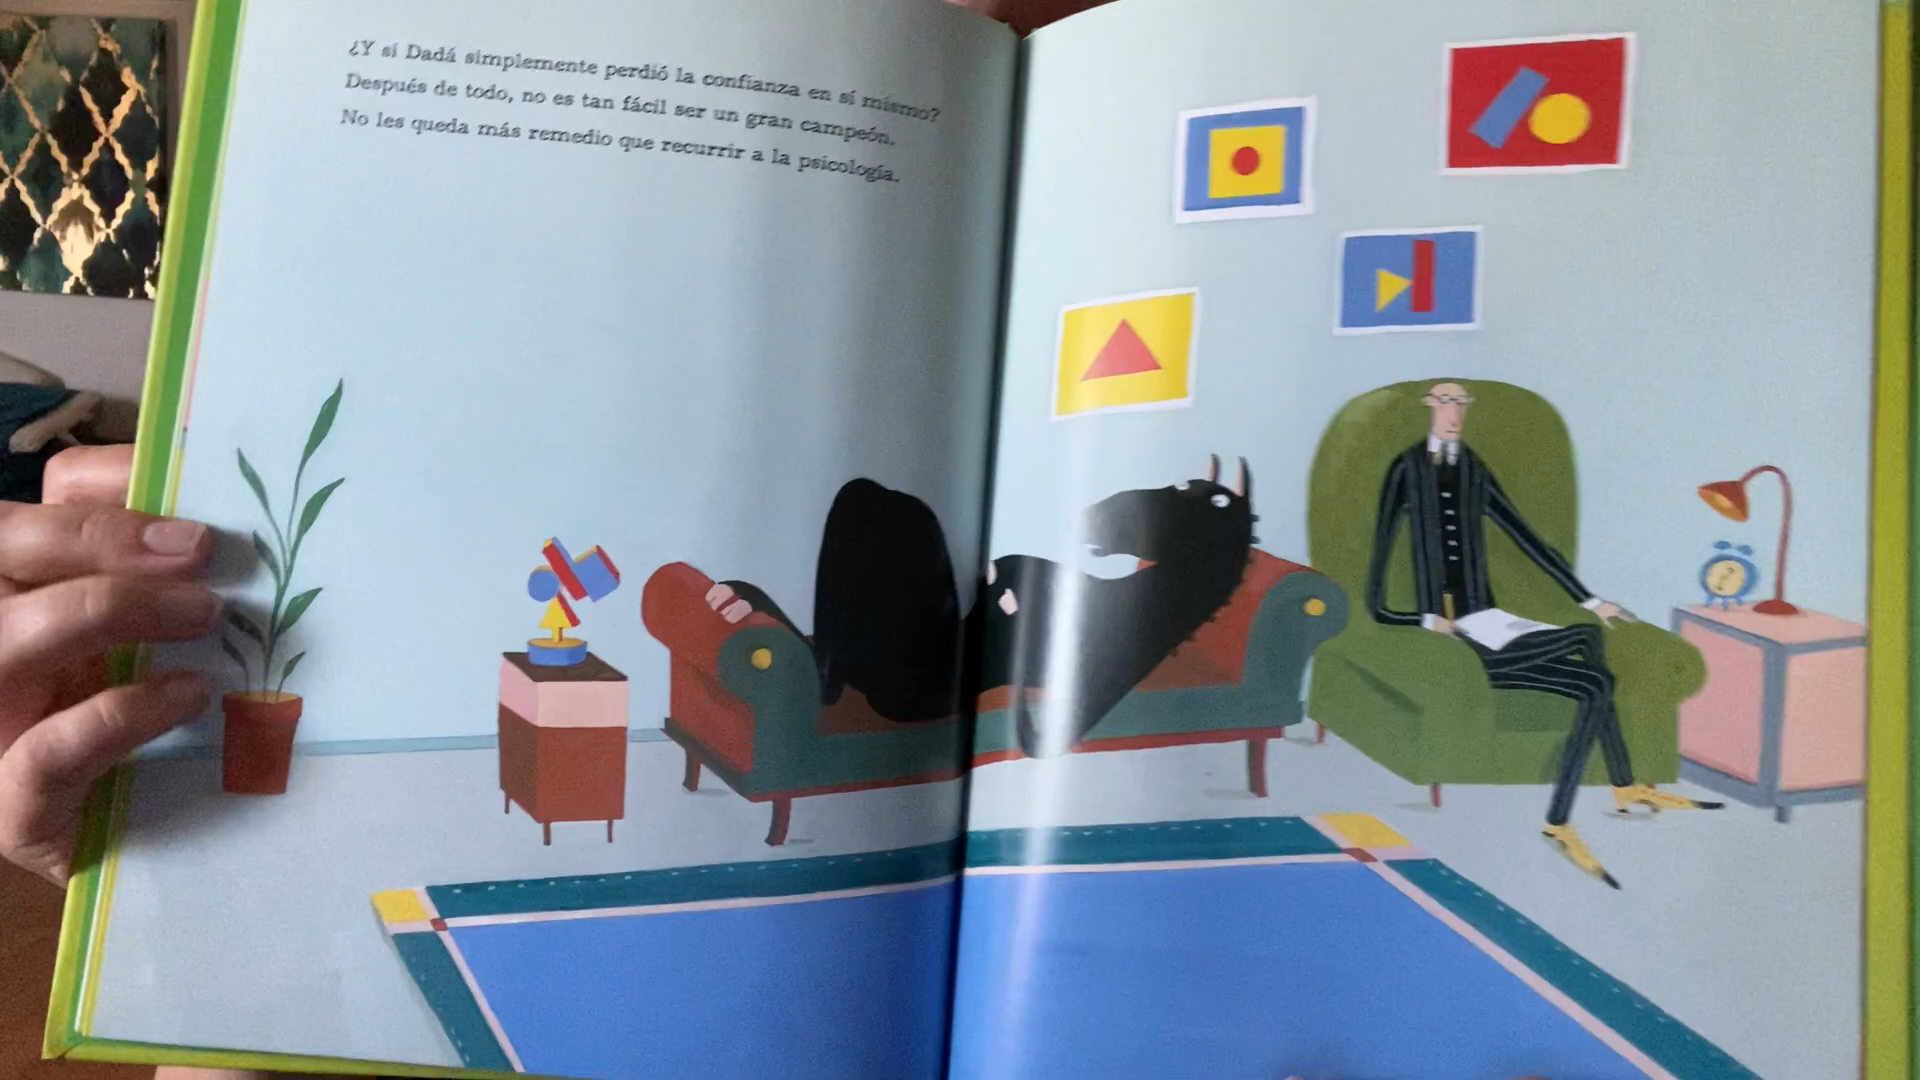 ¿Y si Dadá simplemente perdió la confianza en sí mismo?
Después de todo, no es tan fácil ser un gran campeón.
No les queda más remedio que recurrir a la psicología.